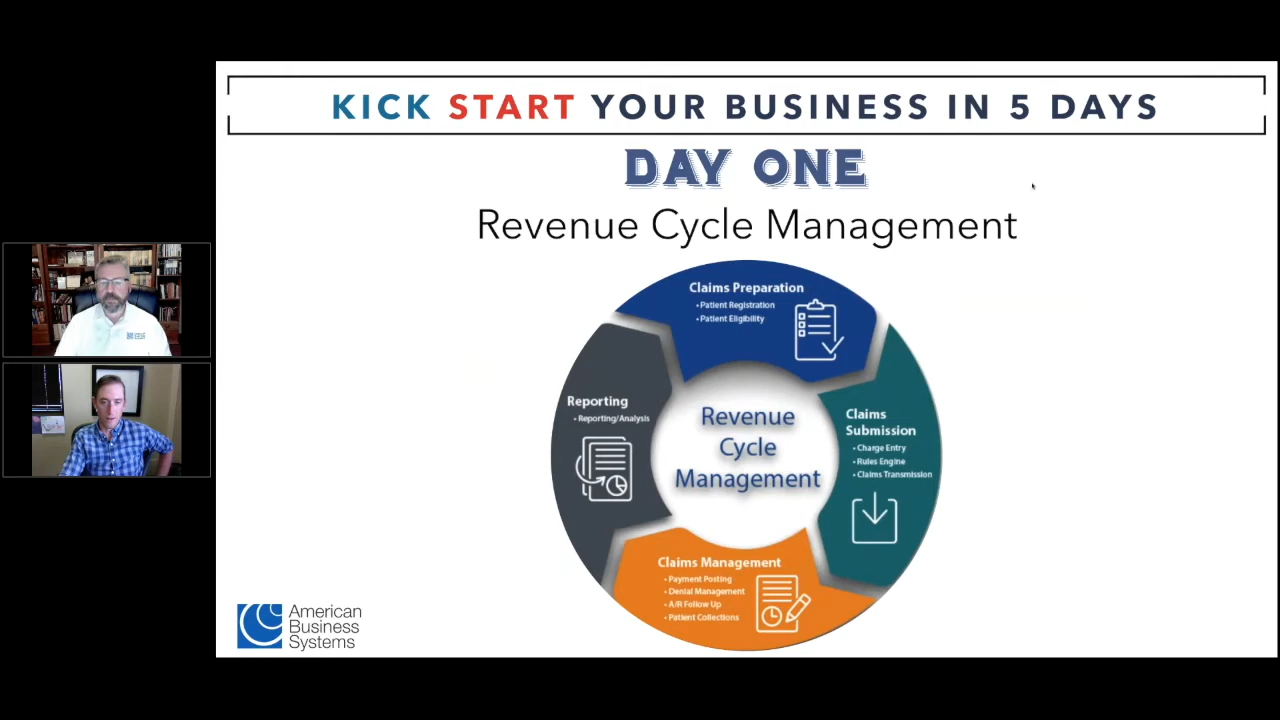 KICK START YOUR BUSINESS IN 5 DAYS
DAY ONE
Revenue Cycle Management
Claims Preparation
• Patient Registration
• Patient Eligibility
Claims
Submission
• Charge Entry
• Rules Engine
• Claims Transmission
Claims Management
• Payment Posting
• Denial Management
• A/R Follow Up
• Patient Collections
Reporting
• Reporting/Analysis
Revenue
Cycle
Management
American
Business
Systems